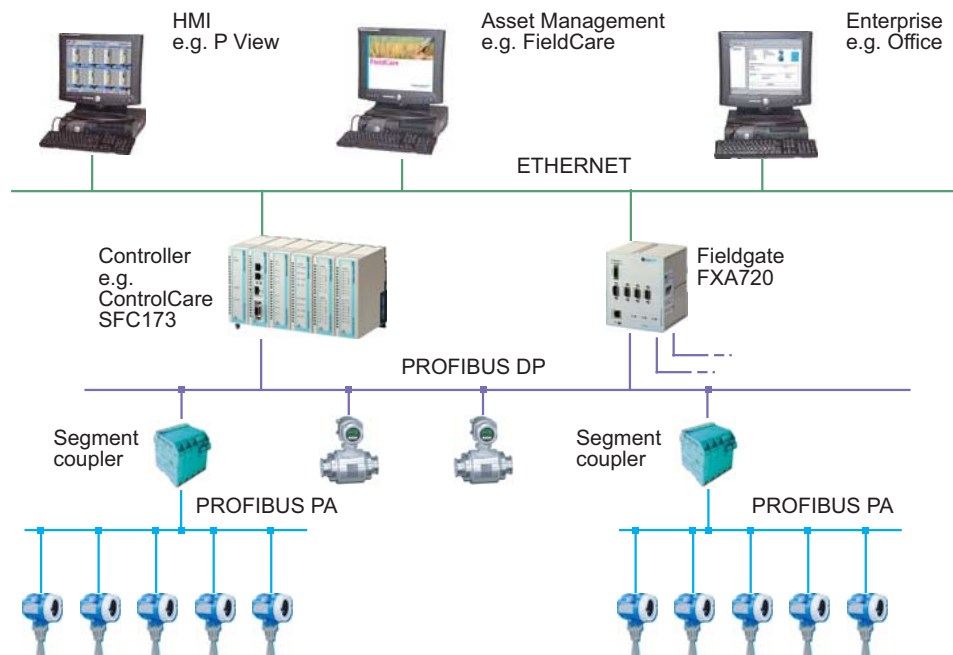 HMI
e.g. P View
Asset Management
e.g. FieldCare
Enterprise
e.g. Office
FieldCare
ETHERNET
Controller
e.g.
ControlCare
SFC173
Fieldgate
FXA720
PROFIBUS DP
Segment
coupler
Segment
coupler
PROFIBUS PA
PROFIBUS PA